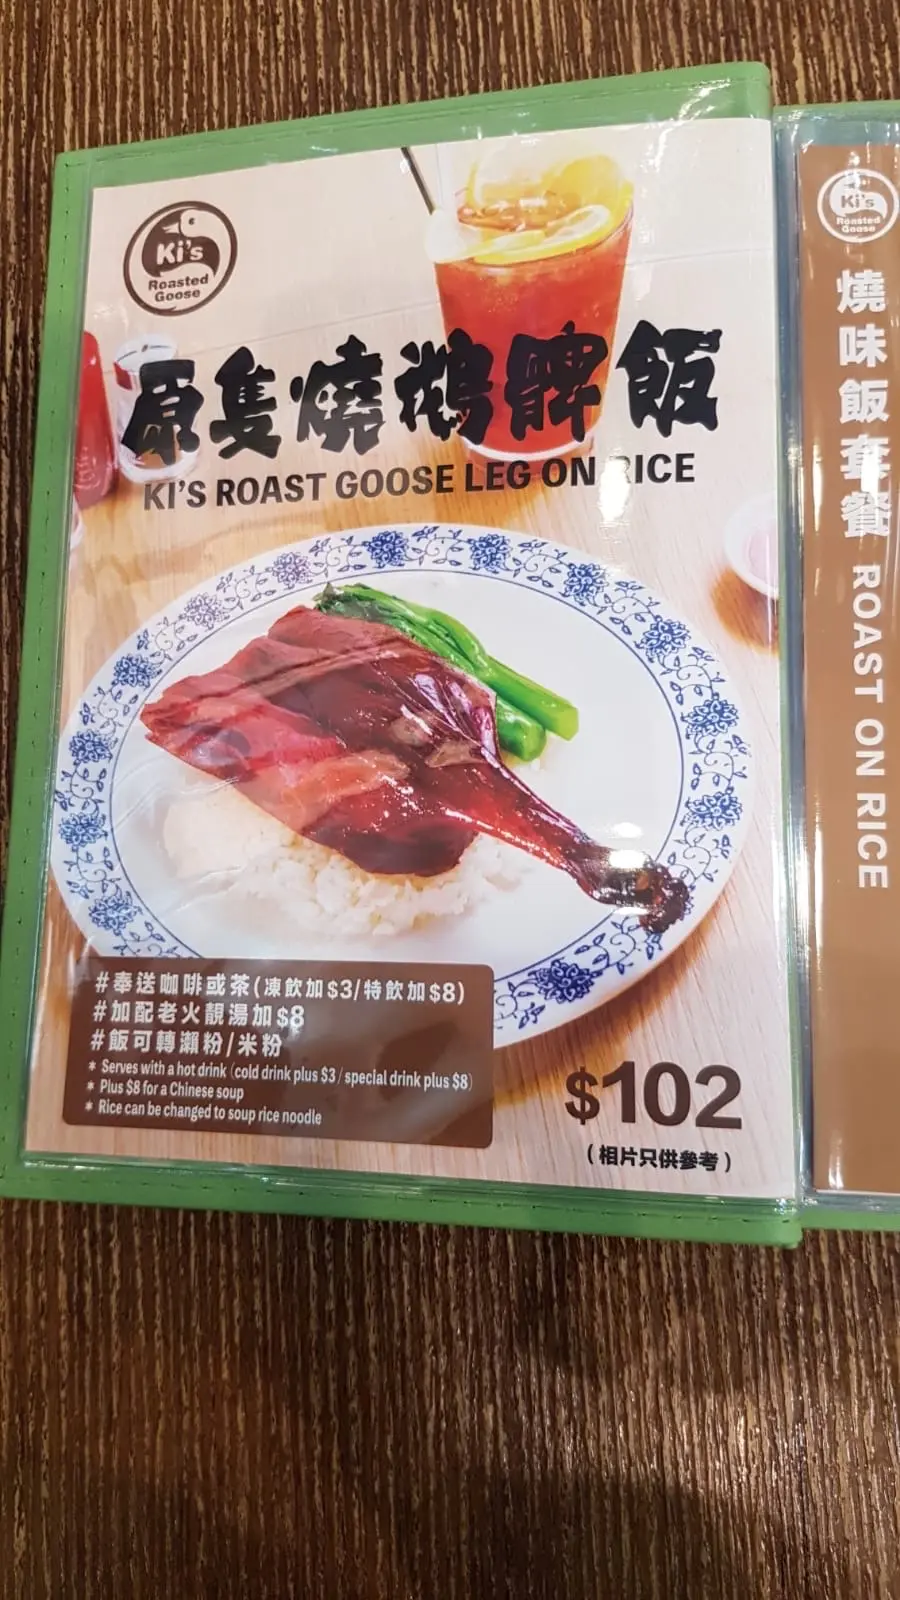 Ki's
Roasted
Goose
原隻燒鵝髀飯
KI'S ROAST GOOSE LEG ON RICE
#奉送咖啡或茶(凍飲加$3/特飲加$8)
#加配老火靚湯加$8
#飯可轉瀨粉/米粉
* Serves with a hot drink (cold drink plus $3 / special drink plus $8)
* Plus $8 for a Chinese soup
* Rice can be changed to soup rice noodle
$102
(相片只供參考)
Ki's
Roasted
Goose
燒味飯套餐 ROAST ON RICE